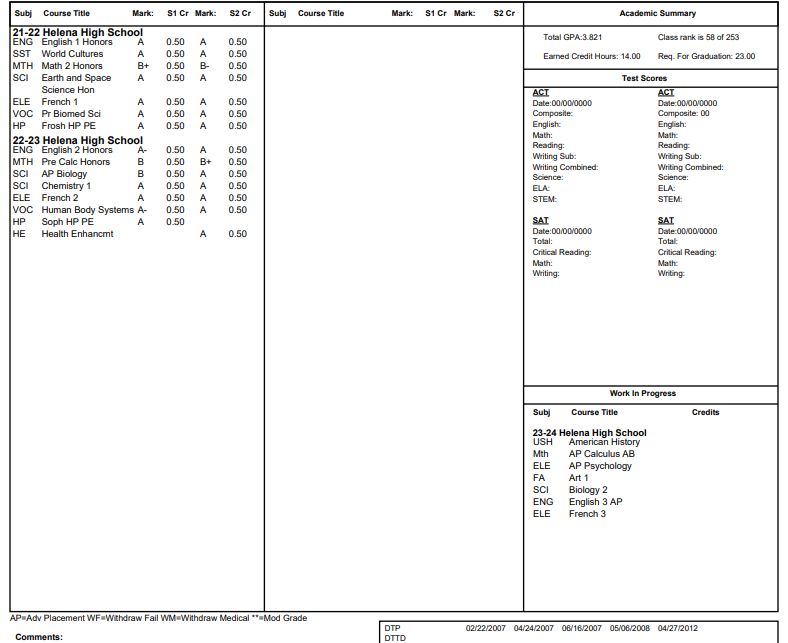 Subj Course Title Mark: S1 Cr Mark: S2 Cr
21-22 Helena High School
ENG English 1 Honors A 0.50 A 0.50
SST World Cultures A 0.50 A 0.50
MTH Math 2 Honors B+ 0.50 B- 0.50
SCI Earth and Space A 0.50 A 0.50
Science Hon
ELE French 1 A 0.50 A 0.50
VOC Pr Biomed Sci A 0.50 A 0.50
HP Frosh HP PE A 0.50 A 0.50
22-23 Helena High School
ENG English 2 Honors A- 0.50 A 0.50
MTH Pre Calc Honors B 0.50 B+ 0.50
SCI AP Biology B 0.50 A 0.50
SCI Chemistry 1 A 0.50 A 0.50
ELE French 2 A 0.50 A 0.50
VOC Human Body Systems A- 0.50 A 0.50
HP Soph HP PE A 0.50
HE Health Enhancmt A 0.50
Subj Course Title Mark: S1 Cr Mark: S2 Cr
Academic Summary
Total GPA:3.821 Class rank is 58 of 253
Earned Credit Hours: 14.00 Req. For Graduation: 23.00
Test Scores
ACT ACT
Date:00/00/0000 Date:00/00/0000
Composite: Composite: 00
English: English:
Math: Math:
Reading: Reading:
Writing Sub: Writing Sub:
Writing Combined: Writing Combined:
Science: Science:
ELA: ELA:
STEM: STEM:
SAT SAT
Date:00/00/0000 Date:00/00/0000
Total: Total:
Critical Reading: Critical Reading:
Math: Math:
Writing: Writing:
Work In Progress
Subj Course Title Credits
23-24 Helena High School
USH American History
Mth AP Calculus AB
ELE AP Psychology
FA Art 1
SCI Biology 2
ENG English 3 AP
ELE French 3
AP=Adv Placement WF=Withdraw Fail WM=Withdraw Medical **=Mod Grade
Comments:
DTP 02/22/2007 04/24/2007 06/16/2007 05/06/2008 04/27/2012
DTTD